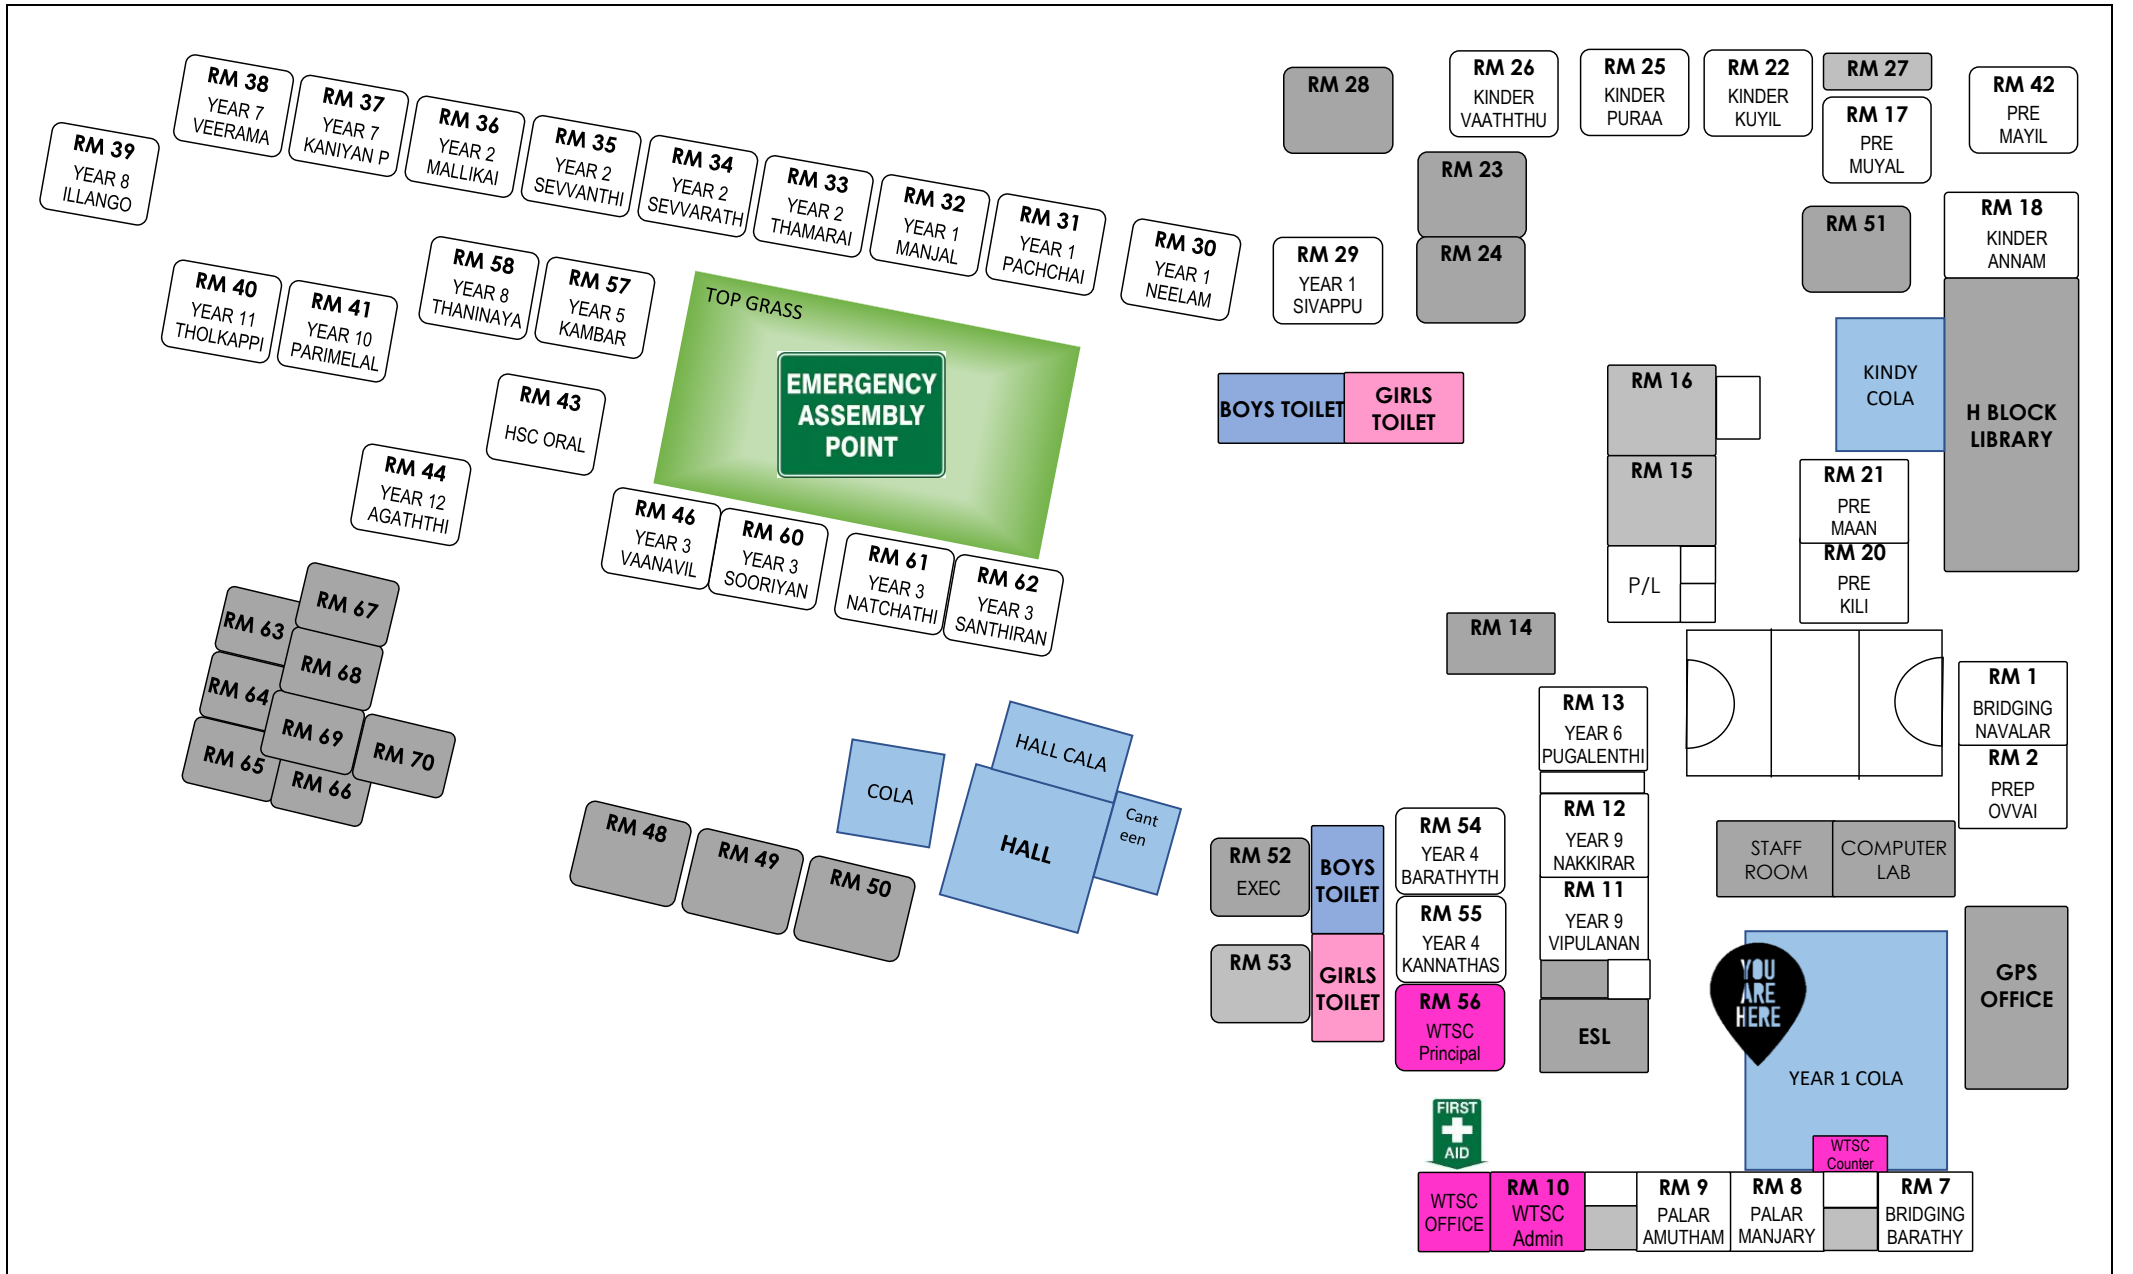 RM 38
YEAR 7
VEERAMA
RM 37
YEAR 7
KANIYAN P
RM 36
YEAR 2
MALLIKAI
RM 35
YEAR 2
SEVVANTHI
RM 34
YEAR 2
SEVVARATH
RM 33
YEAR 2
THAMARAI
RM 32
YEAR 1
MANJAL
RM 31
YEAR 1
PACHCHAI
RM 30
YEAR 1
NEELAM
RM 29
YEAR 1
SIVAPPU
RM 28
RM 26
KINDER
VAATHTHU
RM 25
KINDER
PURAA
RM 22
KINDER
KUYIL
RM 27
RM 17
PRE
MUYAL
RM 42
PRE
MAYIL
RM 39
YEAR 8
ILLANGO
RM 23
RM 24
RM 51
RM 18
KINDER
ANNAM
RM 40
YEAR 11
THOLKAPPI
RM 41
YEAR 10
PARIMELAL
RM 58
YEAR 8
THANINAYA
RM 57
YEAR 5
KAMBAR
TOP GRASS
EMERGENCY
ASSEMBLY
POINT
BOYS TOILET
GIRLS
TOILET
RM 16
RM 15
P/L
KINDY
COLA
H BLOCK
LIBRARY
RM 21
PRE
MAAN
RM 20
PRE
KILI
RM 43
HSC ORAL
RM 44
YEAR 12
AGATHTHI
RM 46
YEAR 3
VAANAVIL
RM 60
YEAR 3
SOORIYAN
RM 61
YEAR 3
NATCHATHI
RM 62
YEAR 3
SANTHIRAN
RM 67
RM 63
RM 68
RM 64
RM 69
RM 65
RM 66
RM 70
RM 14
RM 13
YEAR 6
PUGALENTHI
RM 12
YEAR 9
NAKKIRAR
RM 11
YEAR 9
VIPULANAN
ESL
RM 1
BRIDGING
NAVALAR
RM 2
PREP
OVVAI
HALL CALA
COLA
HALL
Cant
een
RM 48
RM 49
RM 50
RM 52
EXEC
RM 53
BOYS
TOILET
GIRLS
TOILET
RM 54
YEAR 4
BARATHYTH
RM 55
YEAR 4
KANNATHAS
RM 56
WTSC
Principal
STAFF
ROOM
COMPUTER
LAB
GPS
OFFICE
YOU
ARE
HERE
YEAR 1 COLA
WTSC
Counter
FIRST
AID
WTSC
OFFICE
RM 10
WTSC
Admin
RM 9
PALAR
AMUTHAM
RM 8
PALAR
MANJARY
RM 7
BRIDGING
BARATHY